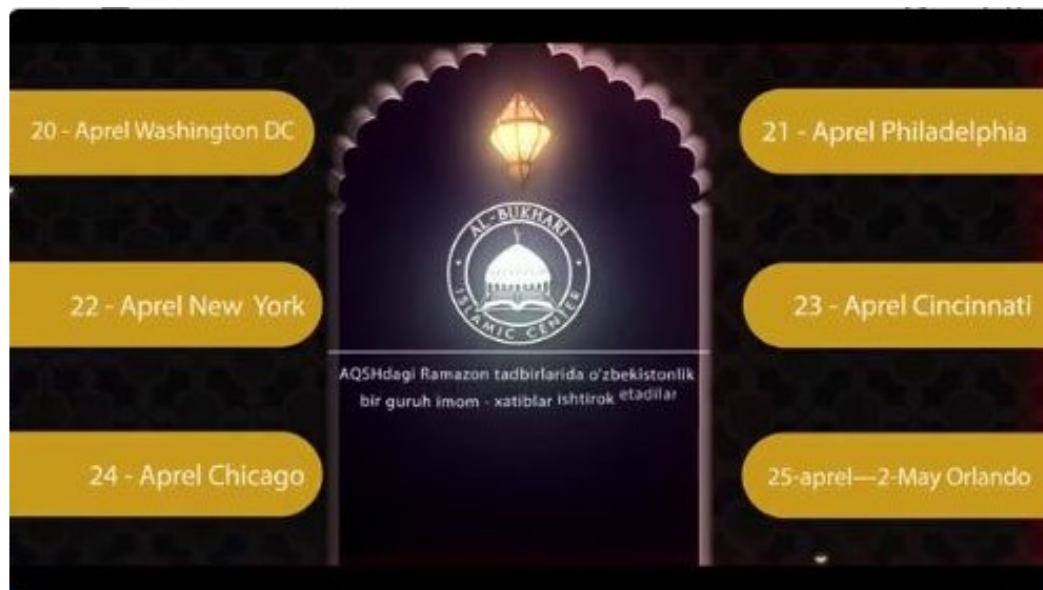 20 - Aprel Washington DC
21 - Aprel Philadelphia
22 - Aprel New York
23 - Aprel Cincinnati
24 - Aprel Chicago
25-aprel—2-May Orlando
AL-BUKHARI
ISLAMIC CENTER
AQSHdagi Ramazon tadbirlarida o'zbekistonlik
bir guruh imom - xatiblar ishtirok etadilar